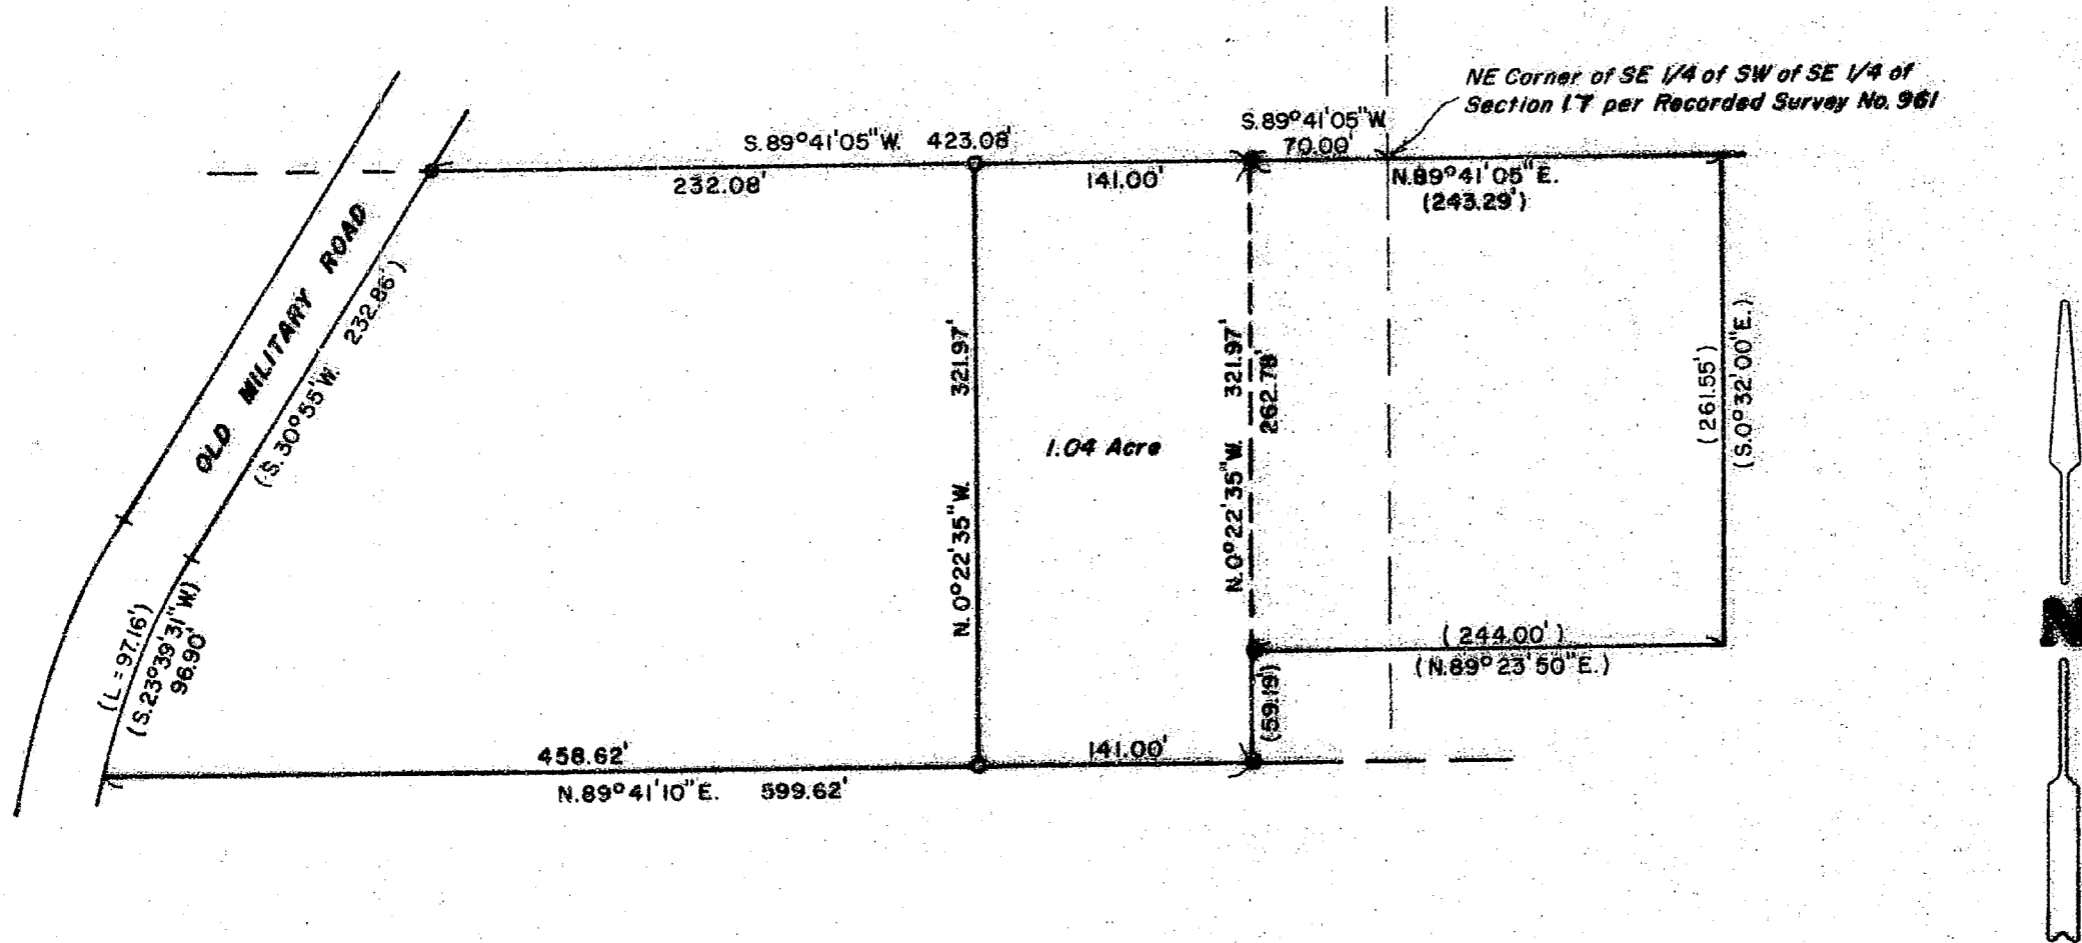 NE Corner of SE 1/4 of SW of SE 1/4 of
Section 17 per Recorded Survey No. 961
S.89°41'05"W.
70.00'
S.89°41'05"W. 423.08'
232.08'
141.00'
N.89°41'05"E.
(243.29')
OLD MILITARY ROAD
(S.30°55'W. 232.86')
321.97'
N.0°22'35"W.
1.04 Acre
N.0°22'35"W. 321.97'
262.78'
(261.55')
(S.0°32'00"E.)
(L=97.16')
(S.23°39'31"W.)
96.90'
(244.00')
(N.89°23'50"E.)
(59.19')
458.62'
141.00'
N.89°41'10"E. 599.62'
N